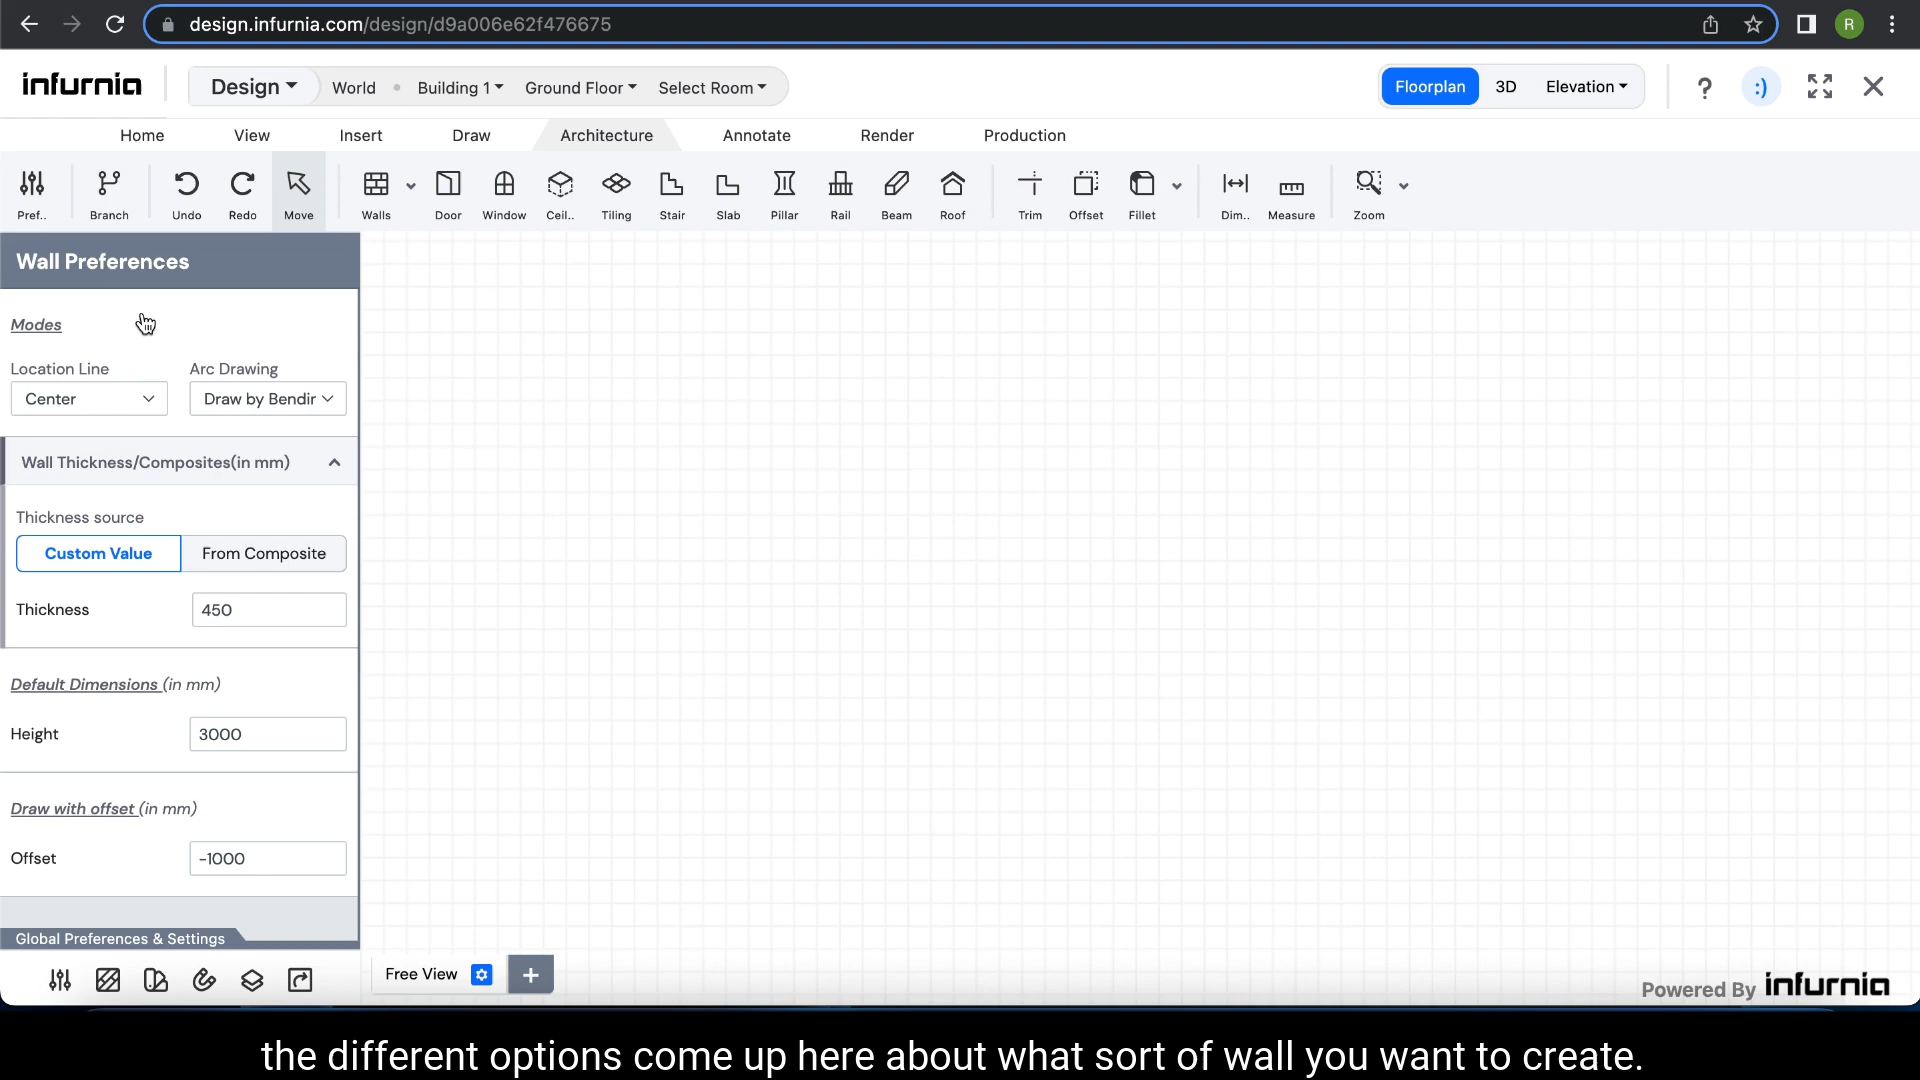 design.infurnia.com/design/d9a006e62f476675
R
infurnia
Design World Building 1 Ground Floor Select Room
Floorplan 3D Elevation ? :)
Home View Insert Draw Architecture Annotate Render Production
Pref.. Branch Undo Redo Move Walls Door Window Ceil.. Tiling Stair Slab Pillar Rail Beam Roof Trim Offset Fillet Dim.. Measure Zoom
Wall Preferences
Modes
Location Line Arc Drawing
Center Draw by Bendir
Wall Thickness/Composites(in mm)
Thickness source
Custom Value From Composite
Thickness 450
Default Dimensions (in mm)
Height 3000
Draw with offset (in mm)
Offset -1000
Global Preferences & Settings
Free View +
Powered By infurnia
the different options come up here about what sort of wall you want to create.